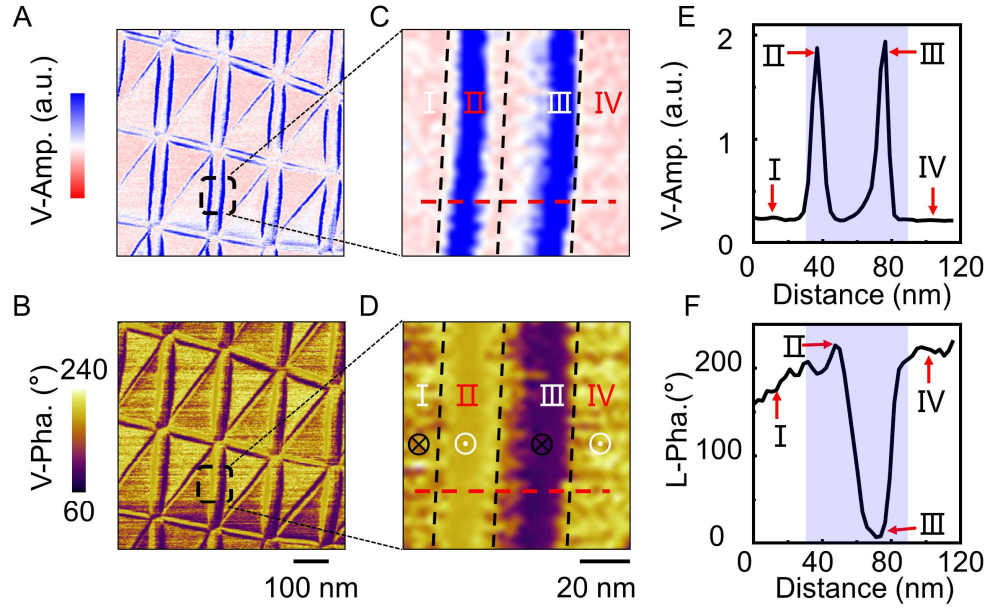 A
C
E
V-Amp. (a.u.)
I
II
III
IV
V-Amp. (a.u.)
2
1
0
II
III
I
IV
0
40
80
120
Distance (nm)
B
D
F
V-Pha. (°)
240
60
I
II
III
IV
L-Pha.(°)
200
100
0
II
I
IV
III
0
40
80
120
Distance (nm)
100 nm
20 nm